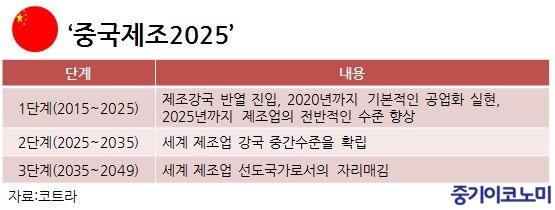 ‘중국제조2025’
단계 내용
1단계(2015~2025) 제조강국 반열 진입, 2020년까지 기본적인 공업화 실현,
2025년까지 제조업의 전반적인 수준 향상
2단계(2025~2035) 세계 제조업 강국 중간수준을 확립
3단계(2035~2049) 세계 제조업 선도국가로서의 자리매김
자료:코트라
중기이코노미